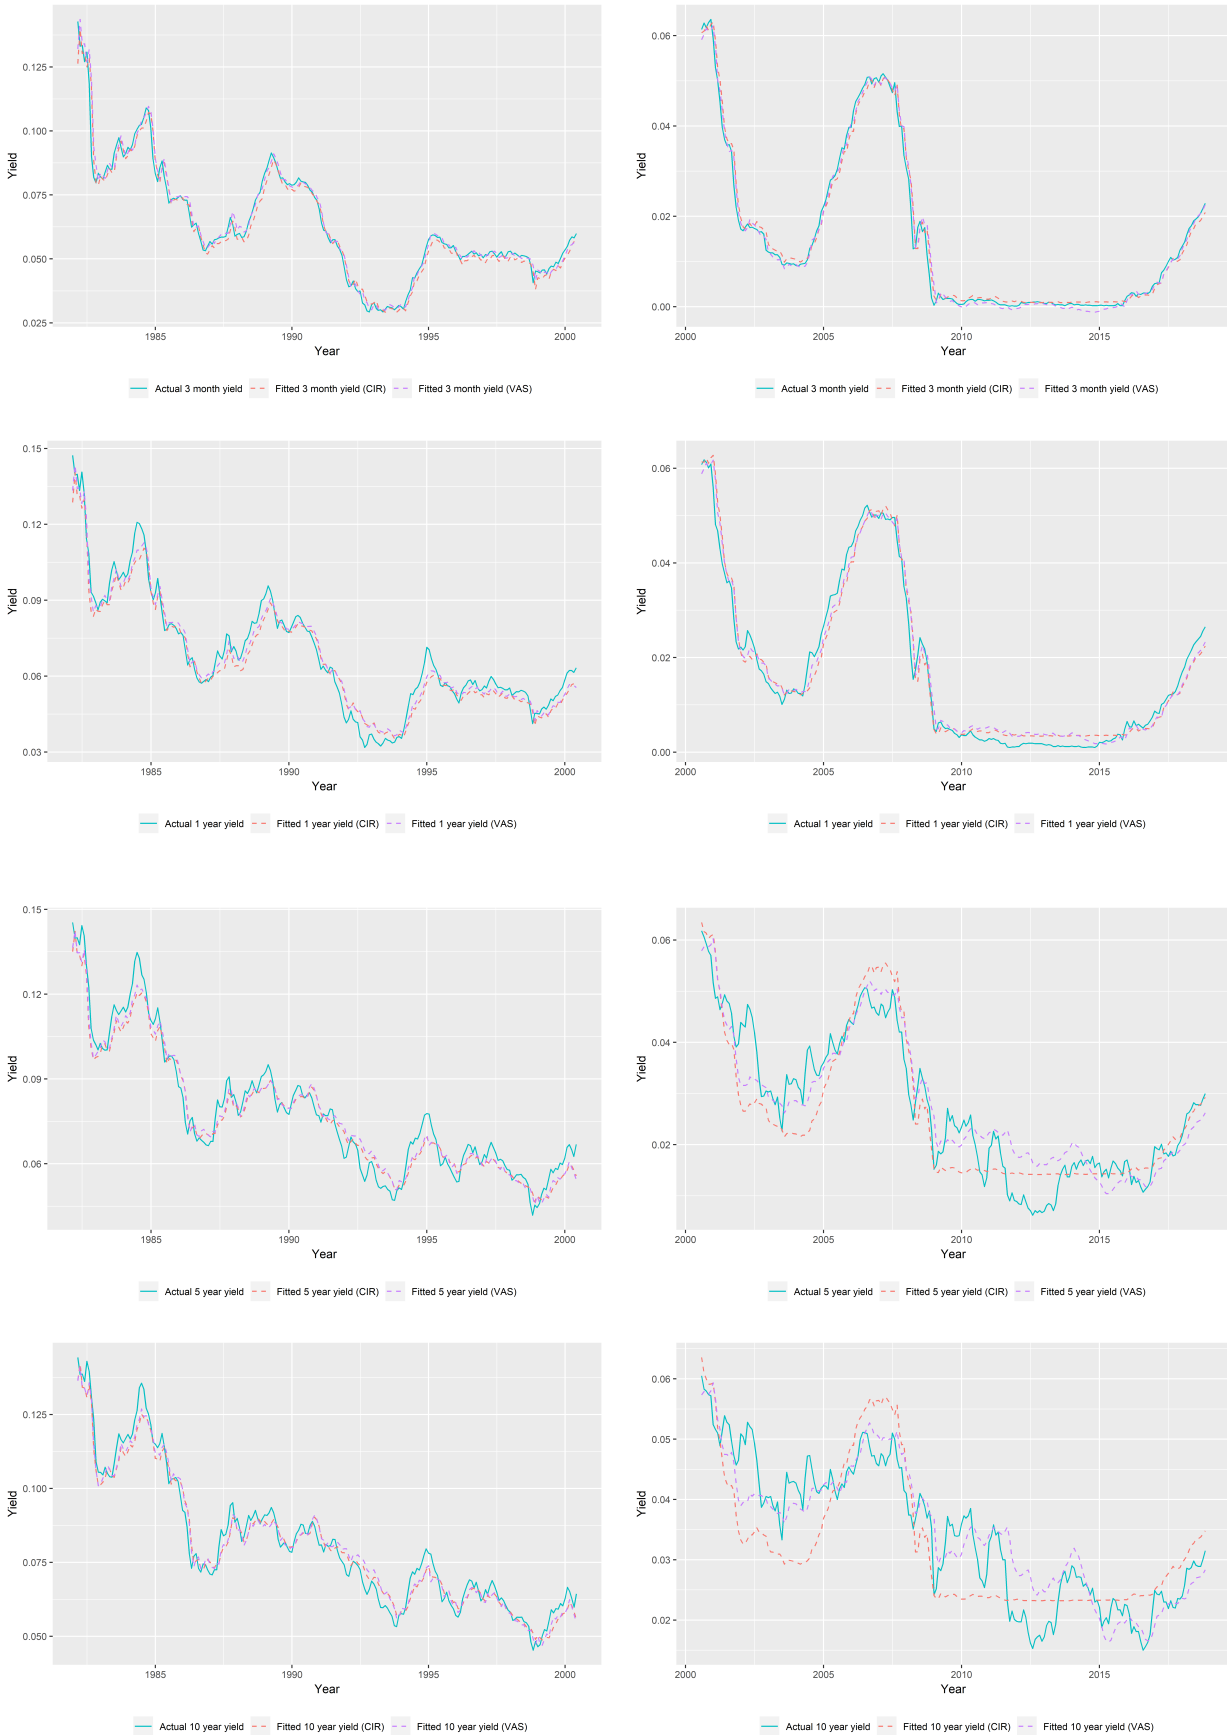 0.125
0.100
0.075
0.050
0.025
Yield
1985 1990 1995 2000
Year
Actual 3 month yield Fitted 3 month yield (CIR) Fitted 3 month yield (VAS)
0.06
0.04
0.02
0.00
Yield
2000 2005 2010 2015
Year
Actual 3 month yield Fitted 3 month yield (CIR) Fitted 3 month yield (VAS)
0.15
0.12
0.09
0.06
0.03
Yield
1985 1990 1995 2000
Year
Actual 1 year yield Fitted 1 year yield (CIR) Fitted 1 year yield (VAS)
0.06
0.04
0.02
0.00
Yield
2000 2005 2010 2015
Year
Actual 1 year yield Fitted 1 year yield (CIR) Fitted 1 year yield (VAS)
0.15
0.12
0.09
0.06
Yield
1985 1990 1995 2000
Year
Actual 5 year yield Fitted 5 year yield (CIR) Fitted 5 year yield (VAS)
0.06
0.04
0.02
Yield
2000 2005 2010 2015
Year
Actual 5 year yield Fitted 5 year yield (CIR) Fitted 5 year yield (VAS)
0.125
0.100
0.075
0.050
Yield
1985 1990 1995 2000
Year
Actual 10 year yield Fitted 10 year yield (CIR) Fitted 10 year yield (VAS)
0.06
0.05
0.04
0.03
0.02
Yield
2000 2005 2010 2015
Year
Actual 10 year yield Fitted 10 year yield (CIR) Fitted 10 year yield (VAS)